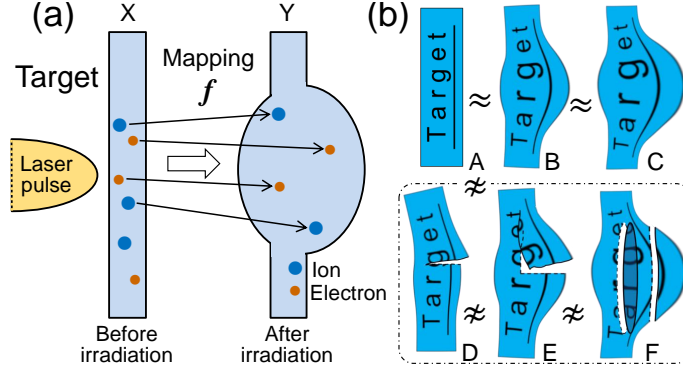 (a)
X
Y
Target
Mapping
f
Laser
pulse
Ion
Electron
Before
irradiation
After
irradiation
(b)
Target
Target
Target
≈
≈
A
B
C
≉
Target
Target
Target
≉
≉
D
E
F